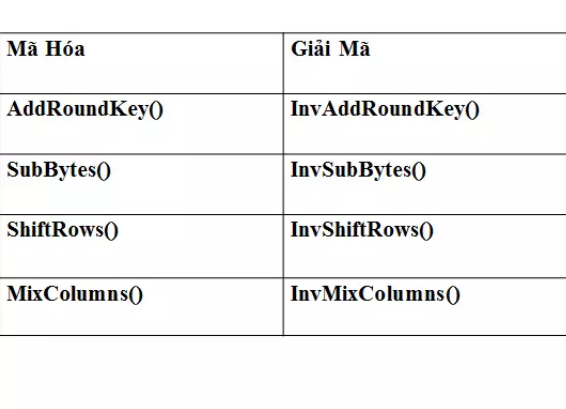 Mã Hóa Giải Mã
AddRoundKey() InvAddRoundKey()
SubBytes() InvSubBytes()
ShiftRows() InvShiftRows()
MixColumns() InvMixColumns()